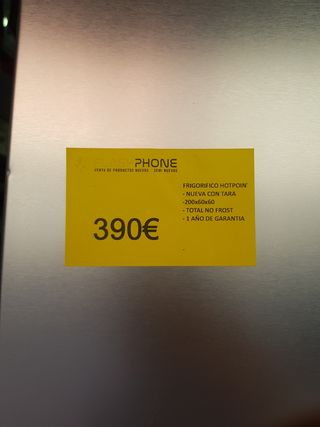 FLASHPHONE
VENTA DE PRODUCTOS NUEVOS SEMI NUEVOS
FRIGORIFICO HOTPOIN
- NUEVA CON TARA
-200x60x60
- TOTAL NO FROST
- 1 AÑO DE GARANTIA
390€